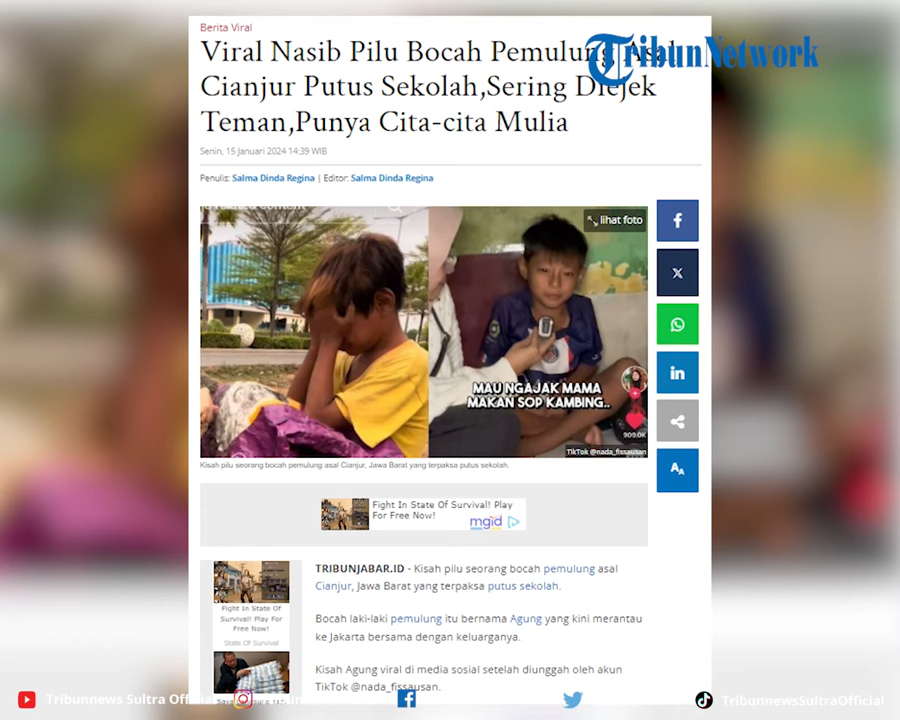 Berita Viral
TribunNetwork
Viral Nasib Pilu Bocah Pemulung Asal
Cianjur Putus Sekolah,Sering Diejek
Teman,Punya Cita-cita Mulia
Senin, 15 Januari 2024 14:39 WIB
Penulis: Salma Dinda Regina | Editor: Salma Dinda Regina
lihat foto
MAU NGAJAK MAMA
MAKAN SOP KAMBING..
909.0K
TikTok @nada_fissausan
Kisah pilu seorang bocah pemulung asal Cianjur, Jawa Barat yang terpaksa putus sekolah.
Fight In State Of Survival! Play
For Free Now!
mgid
AA
TRIBUNJABAR.ID - Kisah pilu seorang bocah pemulung asal
Cianjur, Jawa Barat yang terpaksa putus sekolah.
Fight In State Of
Survival! Play For
Free Now!
State Of Survival
Bocah laki-laki pemulung itu bernama Agung yang kini merantau
ke Jakarta bersama dengan keluarganya.
Kisah Agung viral di media sosial setelah diunggah oleh akun
TikTok @nada_fissausan.
Tribunnews Sultra Official
TribunnewsSultraOfficial